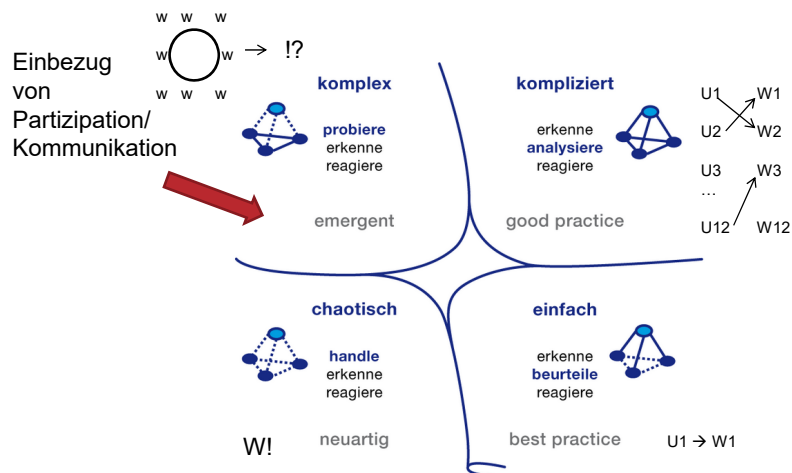 w w w
w w
w w w
!?
Einbezug
von
Partizipation/
Kommunikation
komplex
probiere
erkenne
reagiere
emergent
kompliziert
erkenne
analysiere
reagiere
good practice
U1 W1
U2 W2
U3 W3
...
U12 W12
chaotisch
handle
erkenne
reagiere
neuartig
W!
einfach
erkenne
beurteile
reagiere
best practice
U1 → W1